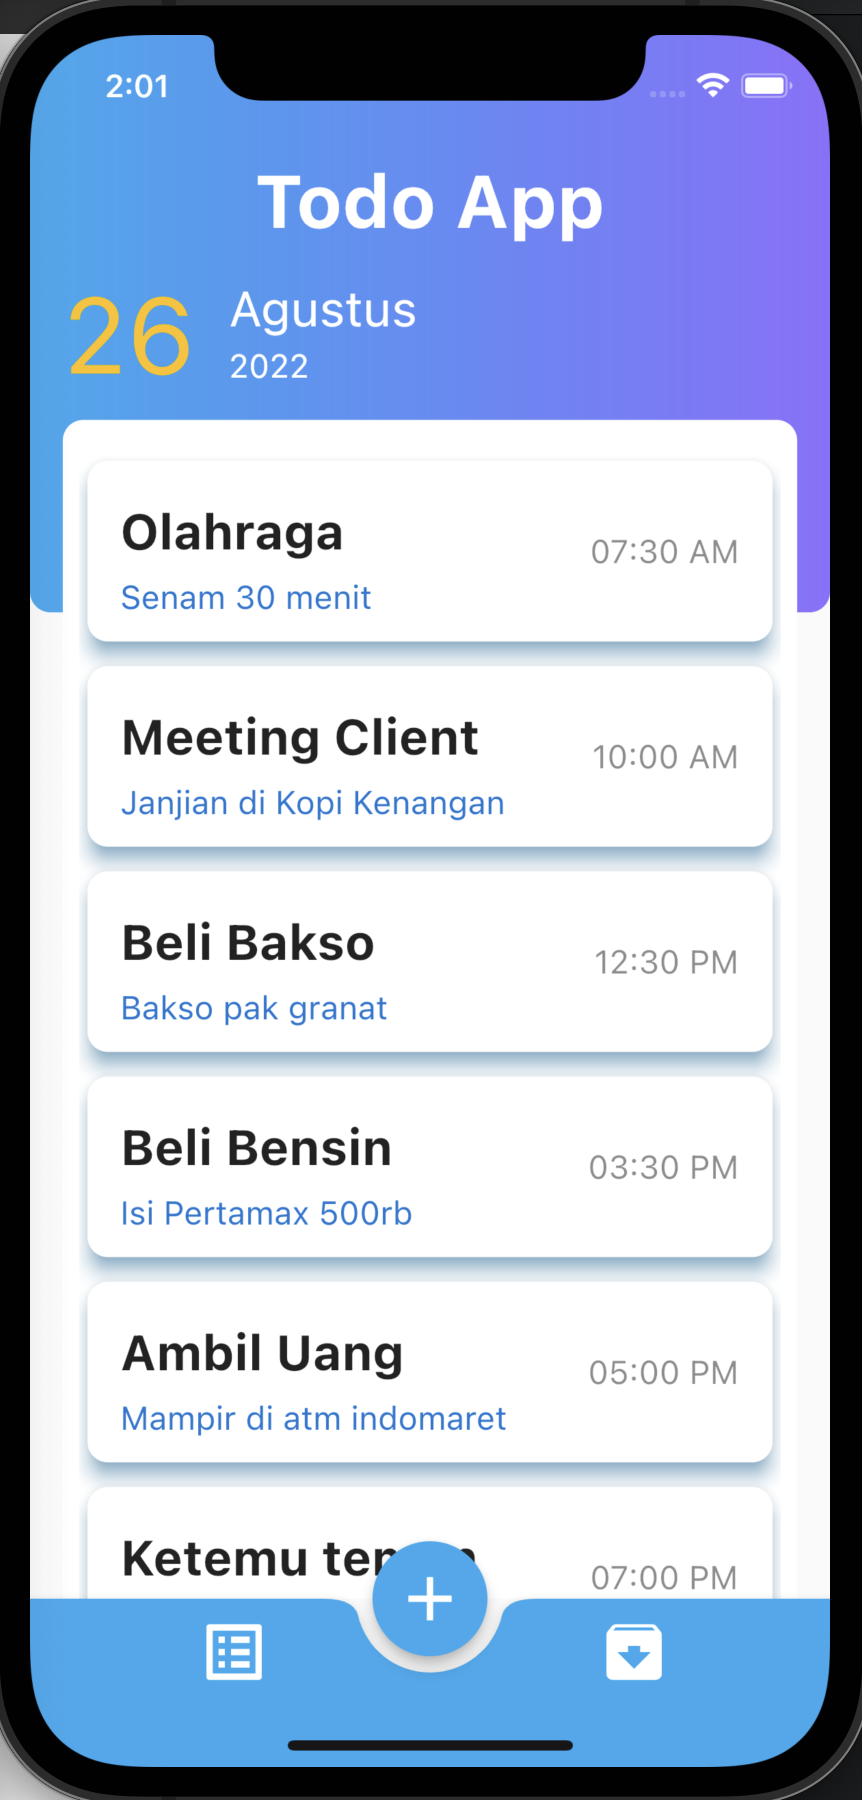 2:01
Todo App
26
Agustus
2022
Olahraga
07:30 AM
Senam 30 menit
Meeting Client
10:00 AM
Janjian di Kopi Kenangan
Beli Bakso
12:30 PM
Bakso pak granat
Beli Bensin
03:30 PM
Isi Pertamax 500rb
Ambil Uang
05:00 PM
Mampir di atm indomaret
Ketemu
07:00 PM